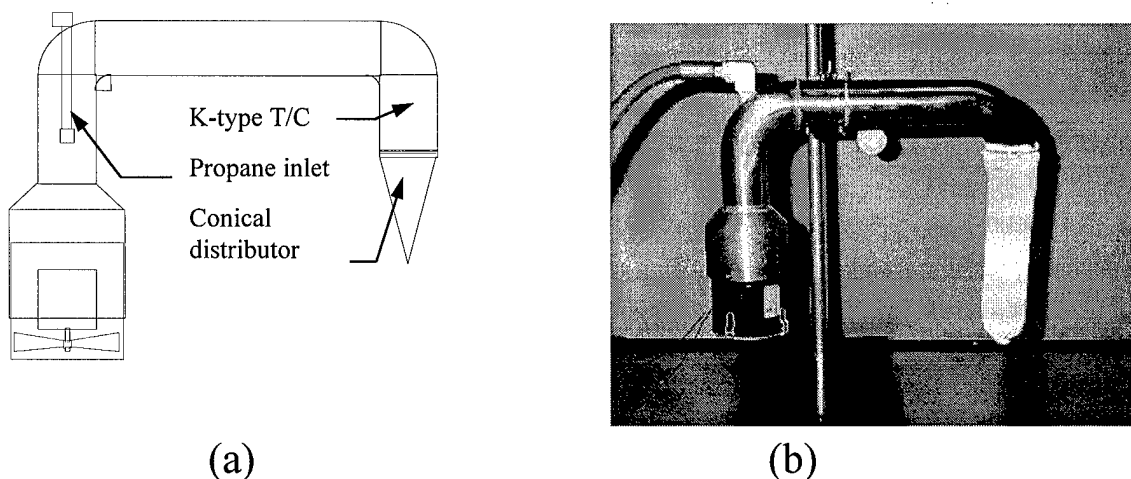 K-type T/C
Propane inlet
Conical
distributor
(a)
(b)